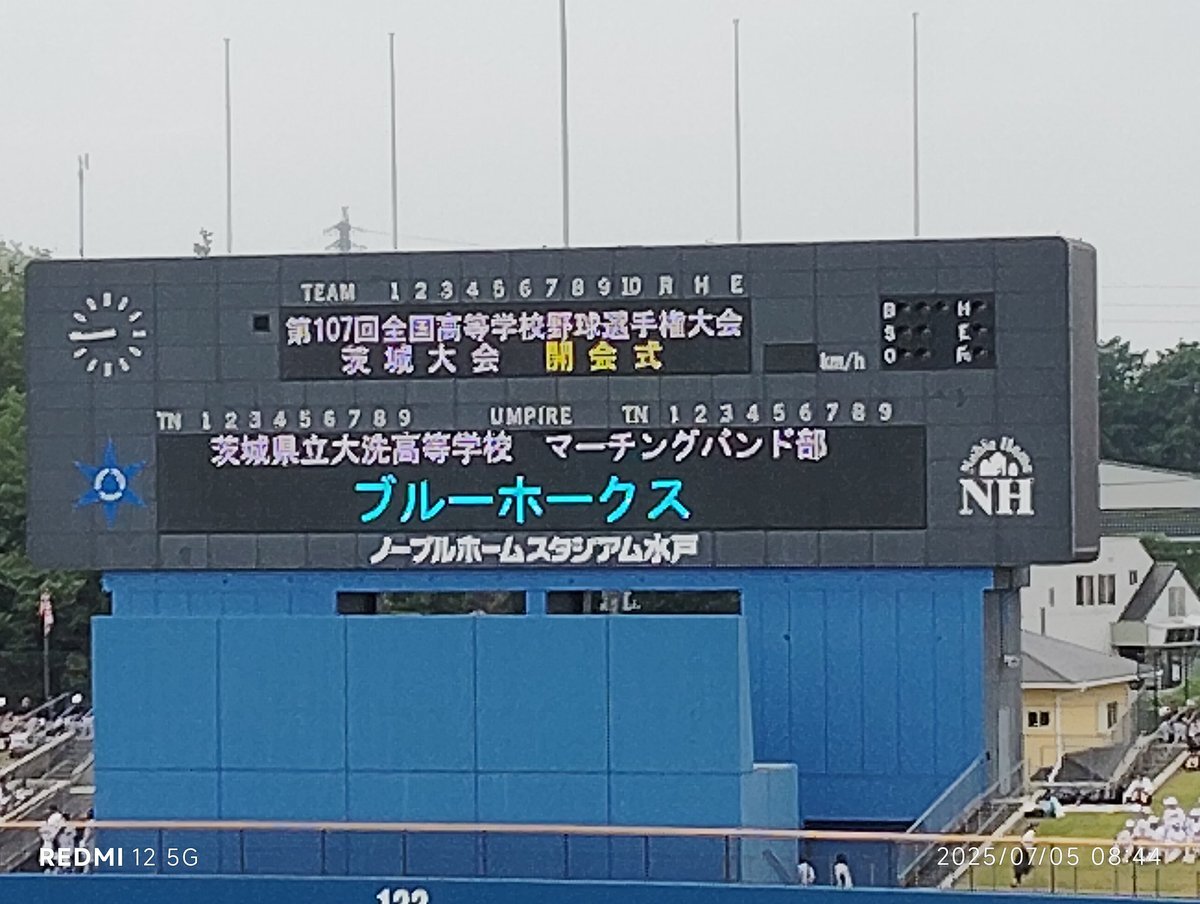 TEAM 1 2 3 4 5 6 7 8 9 10 R H E
第107回全国高等学校野球選手権大会
茨城大会 開会式
km/h
B H
S E
O Fc
TN 1 2 3 4 5 6 7 8 9 UMPIRE TN 1 2 3 4 5 6 7 8 9
茨城県立大洗高等学校 マーチングバンド部
ブルーホークス
Noble Home
NH
ノーブルホームスタジアム水戸
REDMI 12 5G
2025/07/05 08:44
122